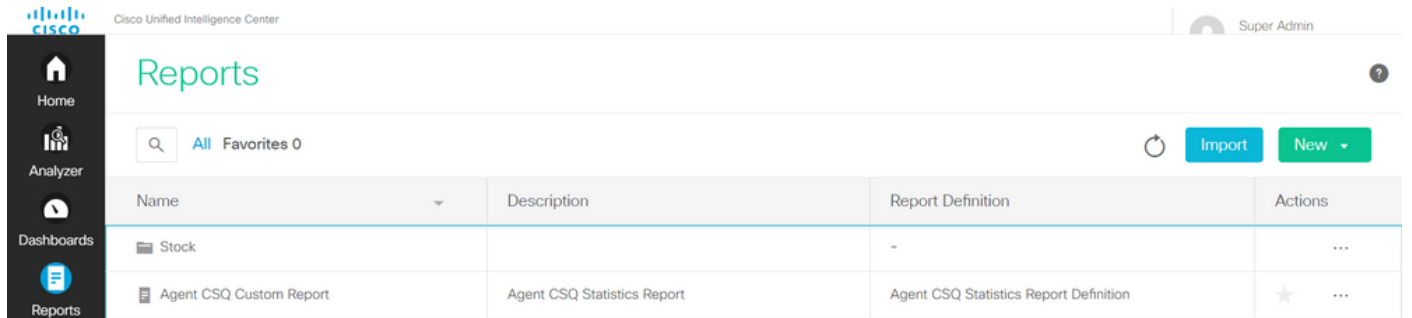 CISCO
Cisco Unified Intelligence Center
Super Admin
Home
Analyzer
Dashboards
Reports
Reports
?
All Favorites 0
Import
New
Name Description Report Definition Actions
Stock - ...
Agent CSQ Custom Report Agent CSQ Statistics Report Agent CSQ Statistics Report Definition ...